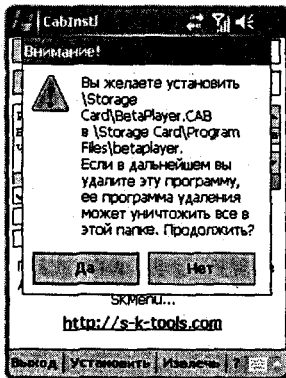 CabInstl
Внимание!
Вы желаете установить
\Storage
Card\BetaPlayer.CAB
в \Storage Card\Program
Files\betaplayer.
Если в дальнейшем вы
удалите эту программу,
ее программа удаления
может уничтожить все в
этой папке. Продолжить?
Да
Нет
SKMenu...
http://s-k-tools.com
Выход
Установить
Извлечь
?